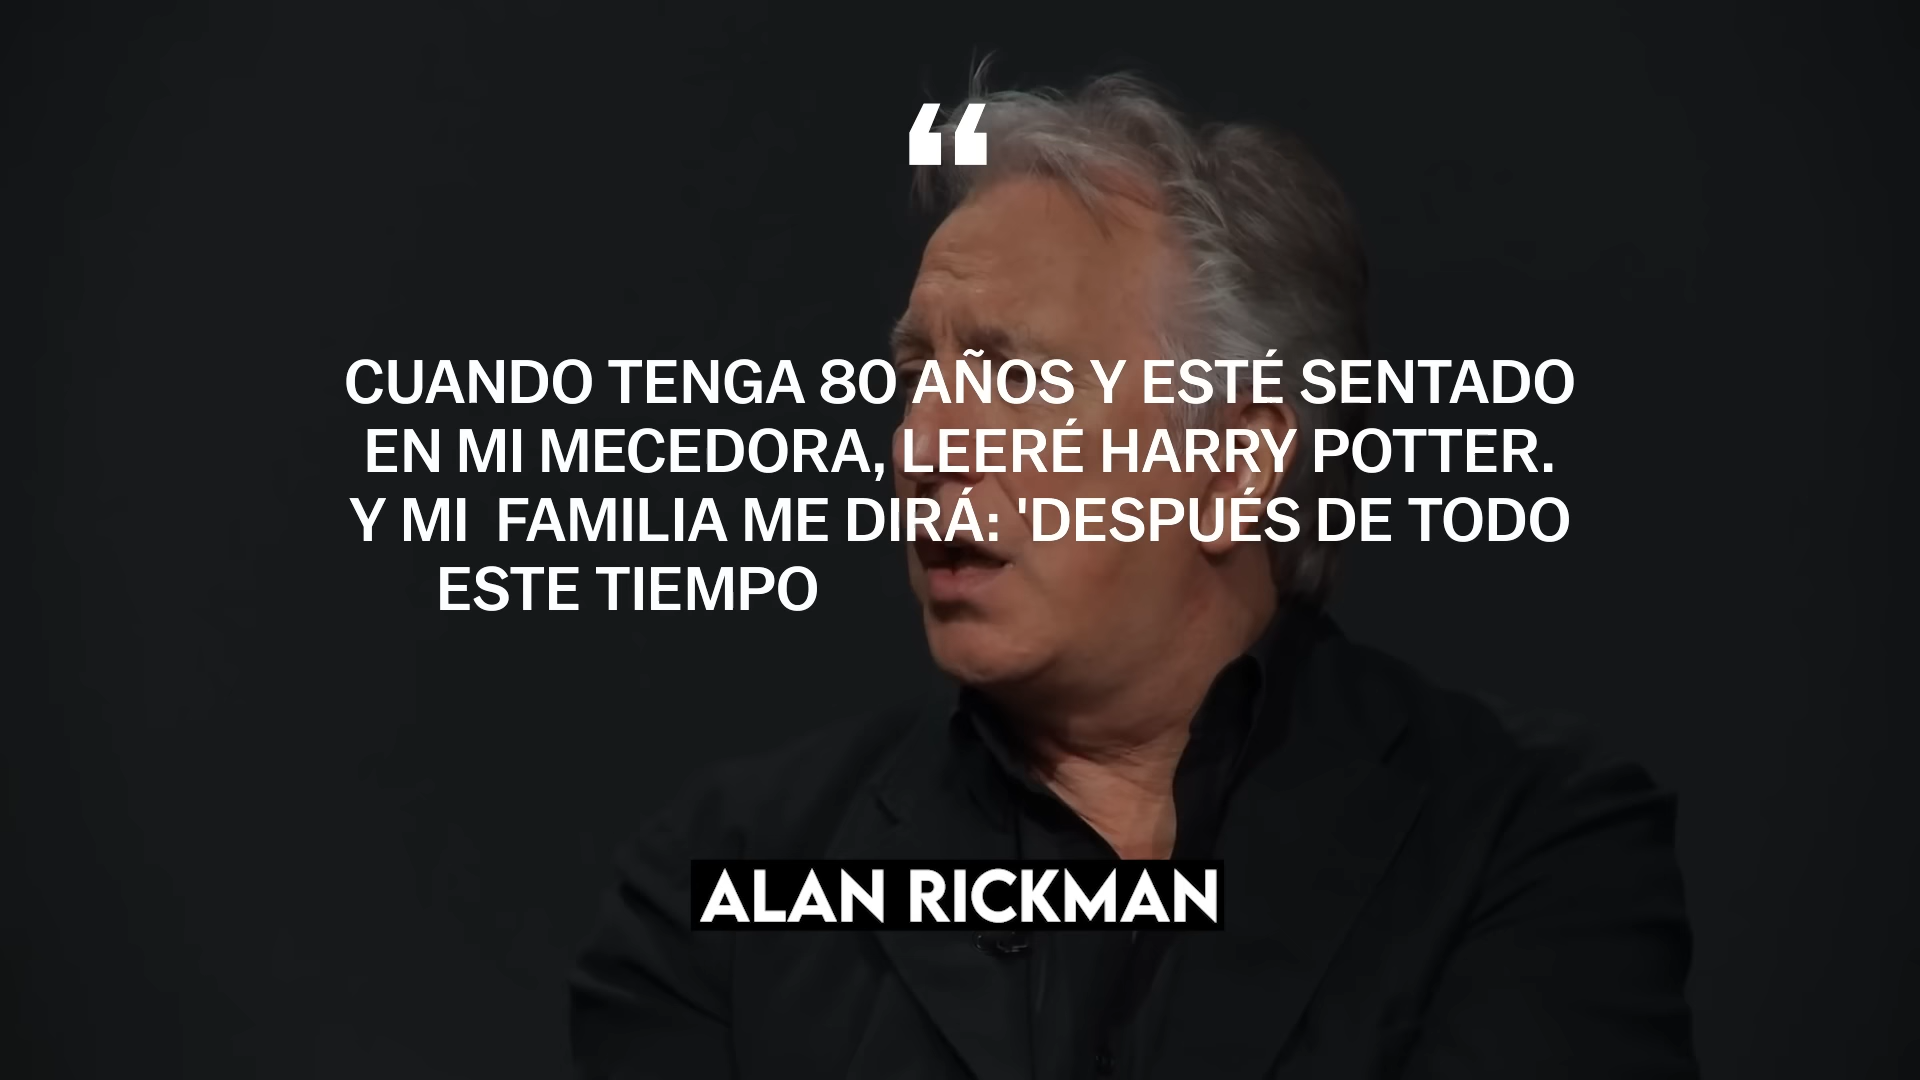 “
CUANDO TENGA 80 AÑOS Y ESTÉ SENTADO
EN MI MECEDORA, LEERÉ HARRY POTTER.
Y MI FAMILIA ME DIRÁ: 'DESPUÉS DE TODO
ESTE TIEMPO
ALAN RICKMAN